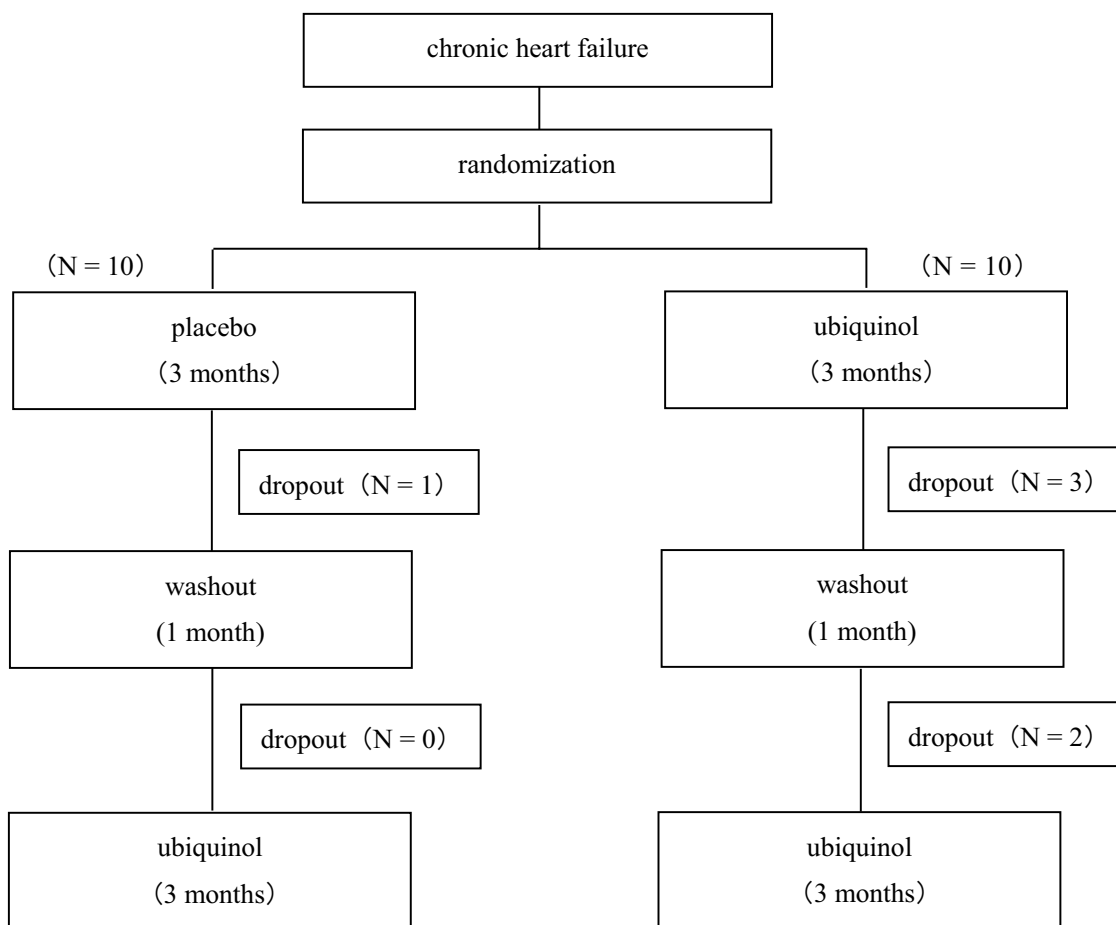 chronic heart failure
randomization
（N = 10）
（N = 10）
placebo
（3 months）
ubiquinol
（3 months）
dropout（N = 1）
dropout（N = 3）
washout
(1 month)
washout
(1 month)
dropout（N = 0）
dropout（N = 2）
ubiquinol
（3 months）
ubiquinol
（3 months）